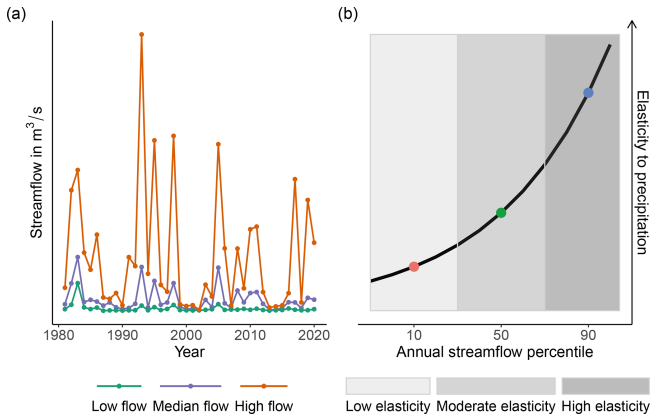 (a)
Streamflow in m³/s
1980 1990 2000 2010 2020
Year
Low flow Median flow High flow
(b)
Elasticity to precipitation
10 50 90
Annual streamflow percentile
Low elasticity Moderate elasticity High elasticity